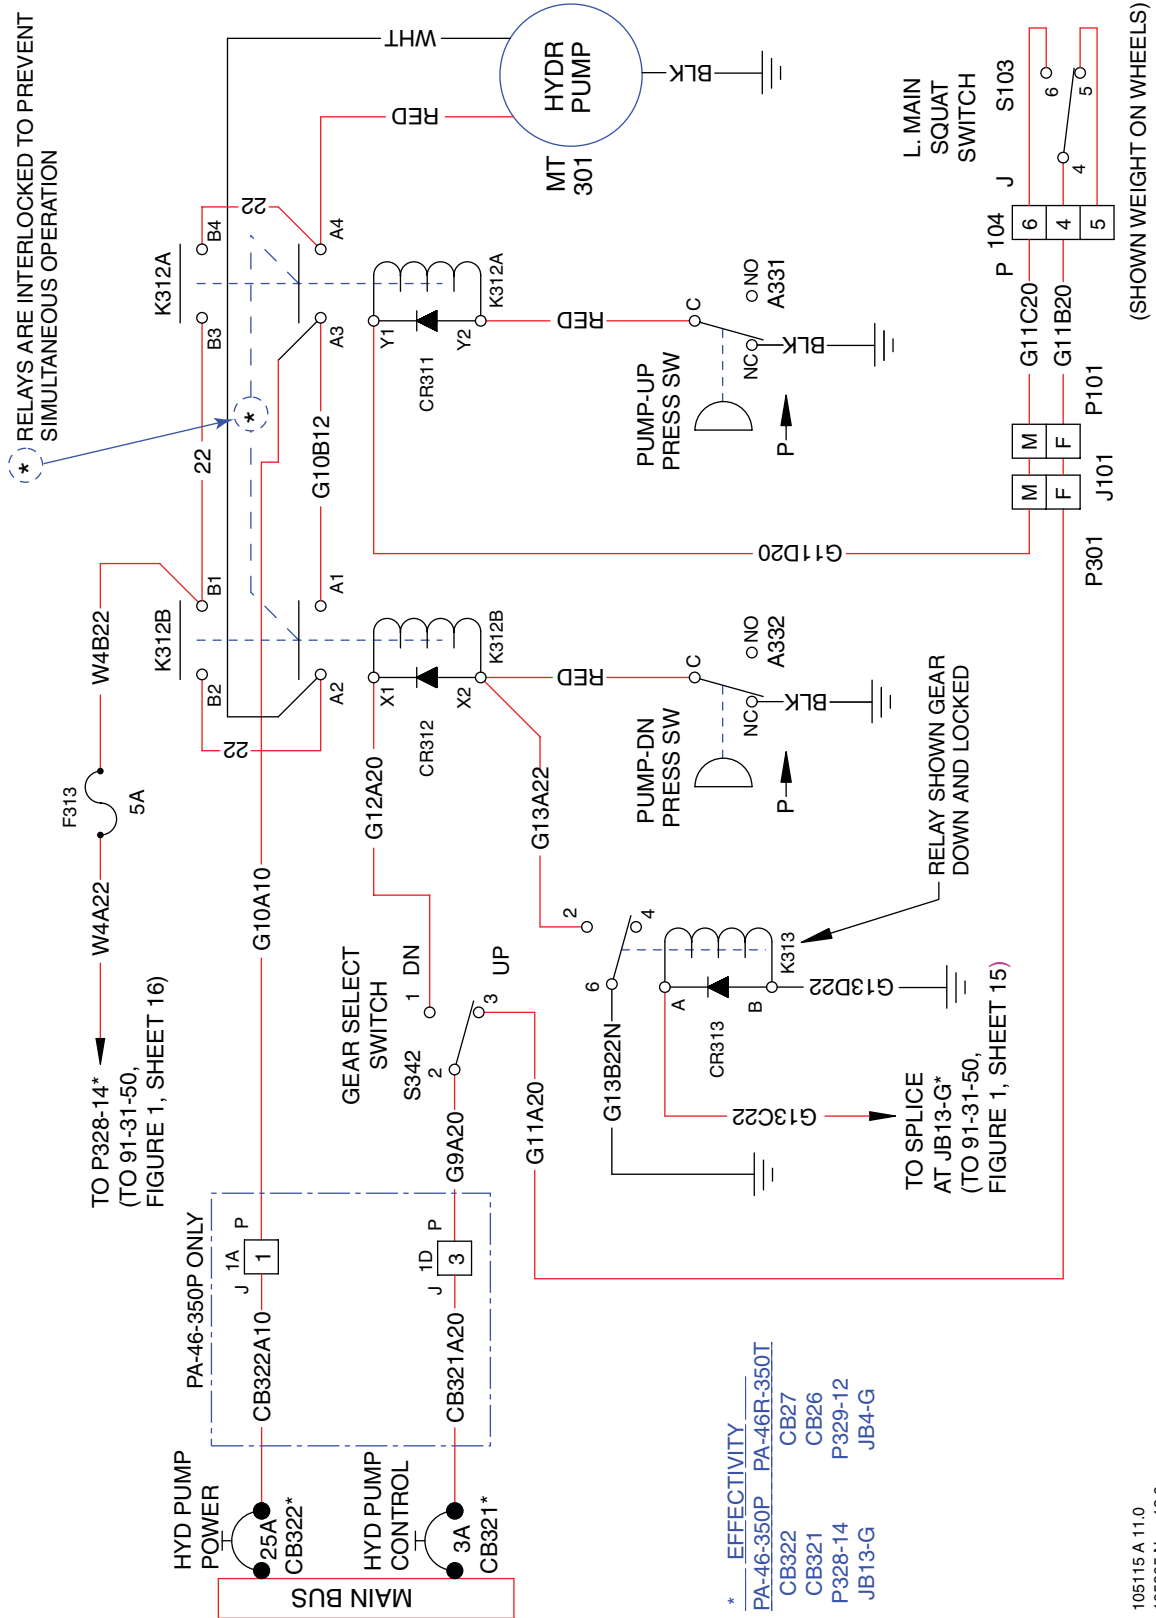 * RELAYS ARE INTERLOCKED TO PREVENT
SIMULTANEOUS OPERATION
TO P328-14*
(TO 91-31-50,
FIGURE 1, SHEET 16)
W4A22
F313
5A
W4B22
K312B
B2
B1
22
B3
B4
K312A
22
WHT
22
*
A2
A1
G10B12
A3
A4
RED
HYDR
PUMP
MT
301
BLK
PA-46-350P ONLY
HYD PUMP
POWER
25A
CB322*
CB322A10
J
1A
P
1
G10A10
HYD PUMP
CONTROL
3A
CB321*
CB321A20
J
1D
P
3
G9A20
MAIN BUS
GEAR SELECT
SWITCH
S342
1
DN
2
3
UP
G12A20
G11A20
X1
X2
CR312
K312B
Y1
Y2
CR311
K312A
G13A22
RED
RED
PUMP-DN
PRESS SW
C
NC
NO
A332
BLK
P
PUMP-UP
PRESS SW
C
NC
NO
A331
BLK
P
2
6
4
G13B22N
A
B
CR313
K313
G13D22
G13C22
RELAY SHOWN GEAR
DOWN AND LOCKED
TO SPLICE
AT JB13-G*
(TO 91-31-50,
FIGURE 1, SHEET 15)
G11D20
P301
M
F
J101
M
F
P101
G11C20
G11B20
P
104
J
6
4
5
L. MAIN
SQUAT
SWITCH
S103
6
4
5
(SHOWN WEIGHT ON WHEELS)
* EFFECTIVITY
PA-46-350P PA-46R-350T
CB322 CB27
CB321 CB26
P328-14 P329-12
JB13-G JB4-G
105115 A 11.0